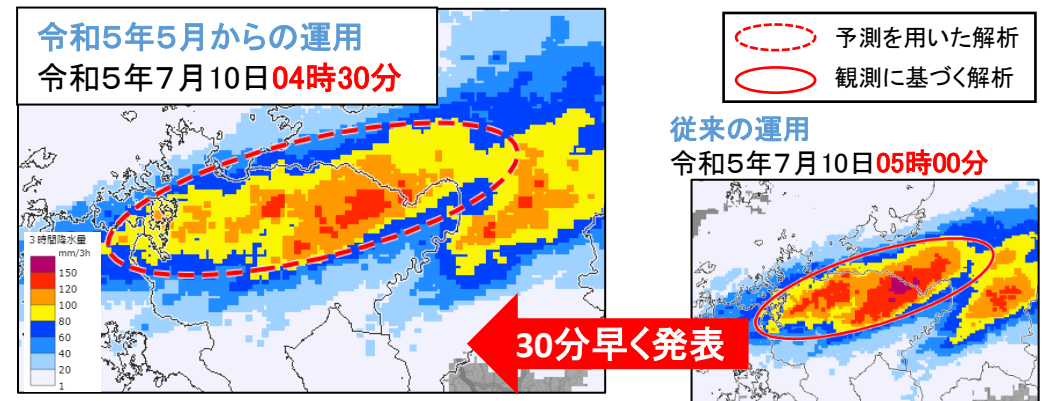 令和5年5月からの運用
令和5年7月10日04時30分
予測を用いた解析
観測に基づく解析
従来の運用
令和5年7月10日05時00分
3時間降水量
mm/3h
150
120
100
80
60
40
20
1
30分早く発表